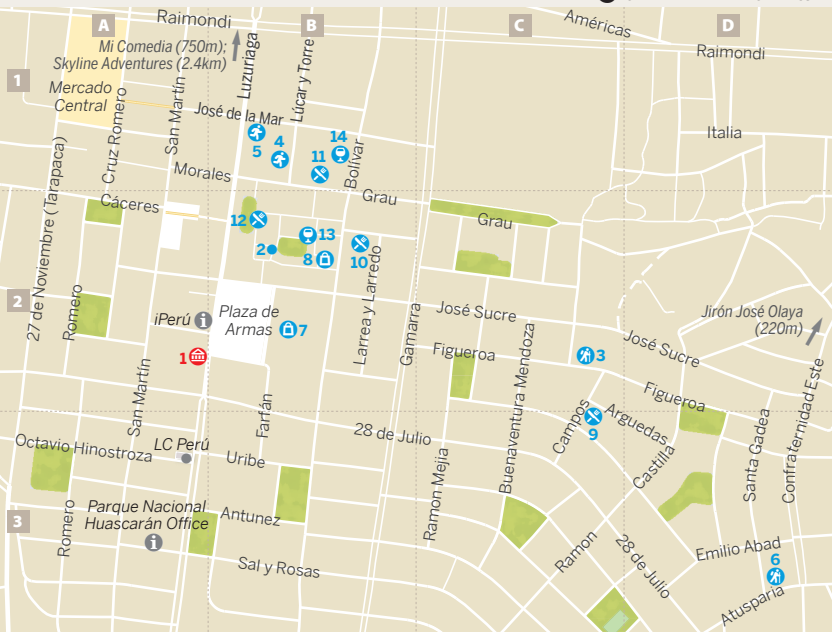 Raimondi
Américas
A
B
C
D
Mi Comedia (750m);
Skyline Adventures (2.4km)
Luzuriaga
Lúcar y Torre
Raimondi
1
Mercado
Central
Cruz Romero
San Martín
José de la Mar
5
4
14
11
Bolívar
Italia
Morales
27 de Noviembre (Tarapaca)
Cáceres
Grau
Grau
12
13
2
8
10
2
Romero
iPerú
Plaza de
Armas
7
1
Larrea y Larredo
Gamarra
José Sucre
Figueroa
Buenaventura Mendoza
3
José Sucre
Jirón José Olaya
(220m)
Figueroa
San Martín
Farfán
Campos
9
Arguedas
Castilla
Santa Gadea
Confraternidad Este
Octavio Hinostroza
LC Perú
Uribe
28 de Julio
Ramon Mejia
3
Parque Nacional
Huascarán Office
Romero
Antunez
Sal y Rosas
Ramon
28 de Julio
Emilio Abad
6
Atusparia